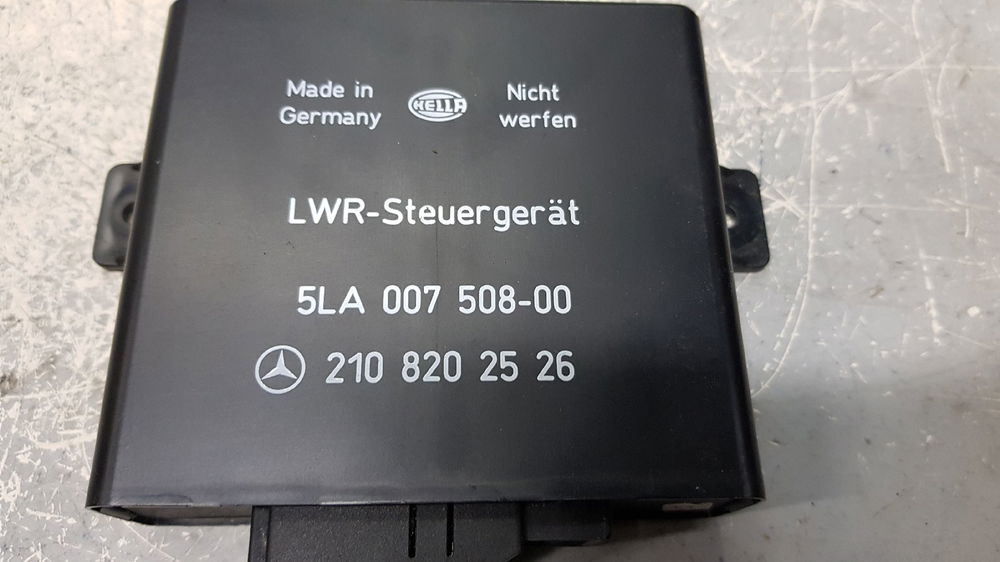 Made in
Germany
HELLA
Nicht
werfen
LWR-Steuergerät
5LA 007 508-00
210 820 25 26